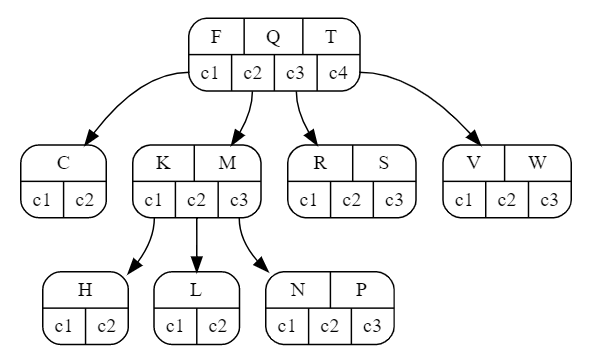 F Q T
c1 c2 c3 c4
C K M R S V W
c1 c2 c1 c2 c3 c1 c2 c3 c1 c2 c3
H L N P
c1 c2 c1 c2 c1 c2 c3